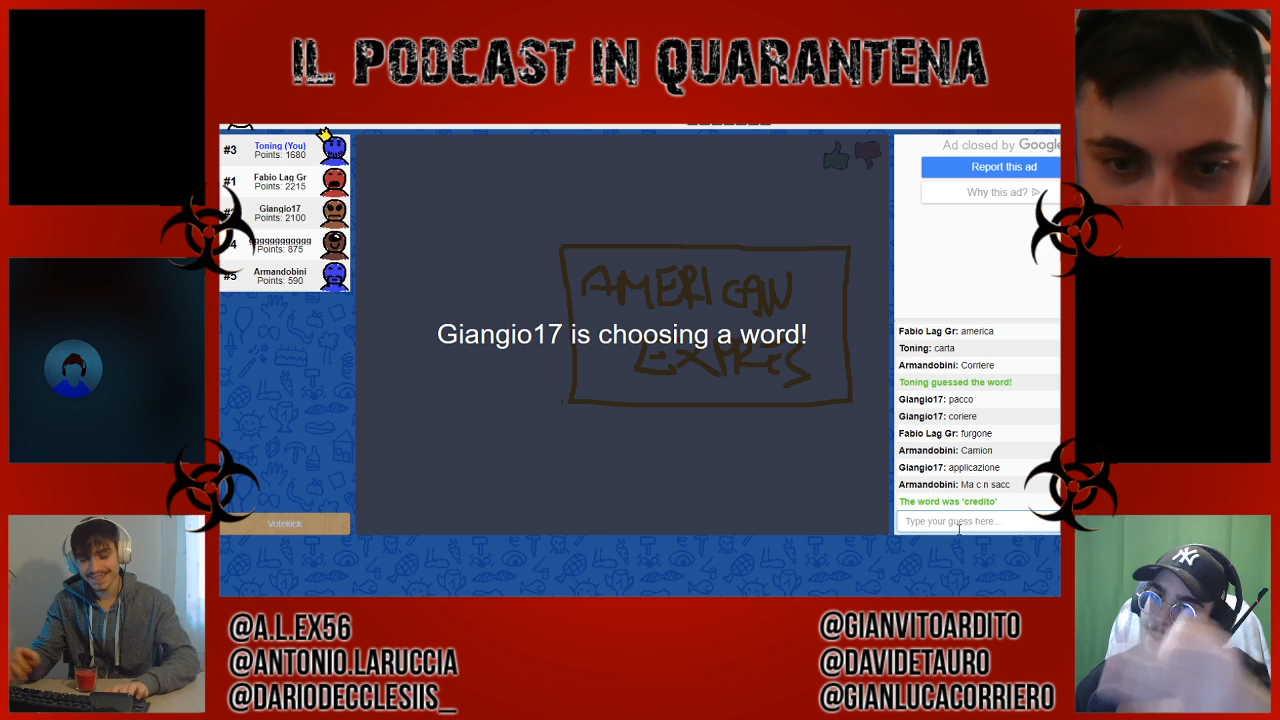 IL PODCAST IN QUARANTENA
#3 Toning (You)
Points: 1680
#1 Fabio Lag Gr
Points: 2215
Giangio17
Points: 2100
ggggggggggg
Points: 875
#5 Armandobini
Points: 590
Votekick
AMERICAN
EXPRES
Giangio17 is choosing a word!
Ad closed by Google
Report this ad
Why this ad?
Fabio Lag Gr: america
Toning: carta
Armandobini: Corriere
Toning guessed the word!
Giangio17: pacco
Giangio17: coriere
Fabio Lag Gr: furgone
Armandobini: Camion
Giangio17: applicazione
Armandobini: Ma c n sacc
The word was 'credito'
Type your guess here...
@A.L.EX56
@ANTONIO.LARUCCIA
@DARIODECCLESIIS_
@GIANVITOARDITO
@DAVIDETAURO
@GIANLUCACORRIERO